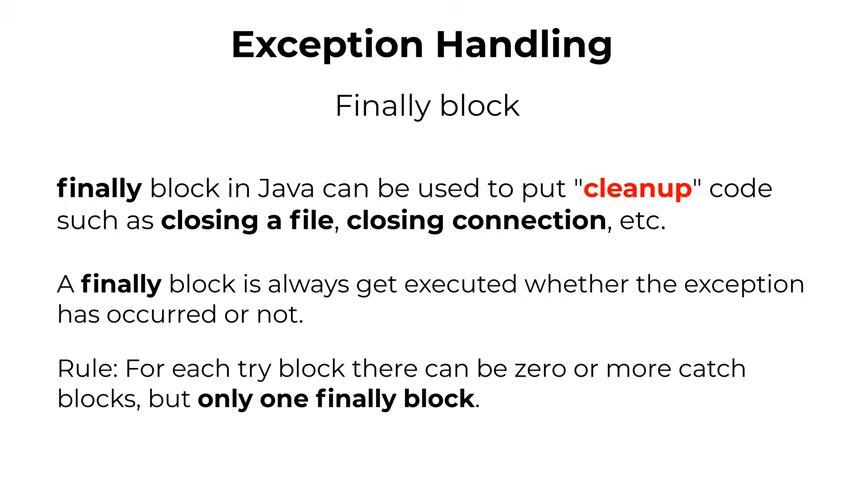 Exception Handling
Finally block
finally block in Java can be used to put "cleanup" code
such as closing a file, closing connection, etc.
A finally block is always get executed whether the exception
has occurred or not.
Rule: For each try block there can be zero or more catch
blocks, but only one finally block.